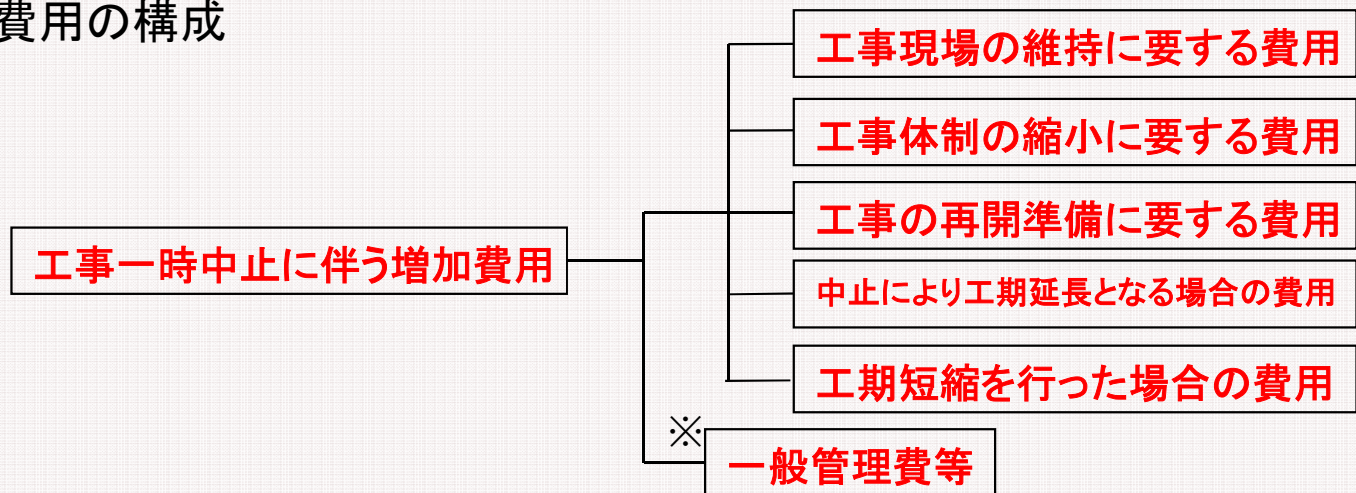 費用の構成
工事現場の維持に要する費用
工事体制の縮小に要する費用
工事の再開準備に要する費用
工事一時中止に伴う増加費用
中止により工期延長となる場合の費用
工期短縮を行った場合の費用
※
一般管理費等